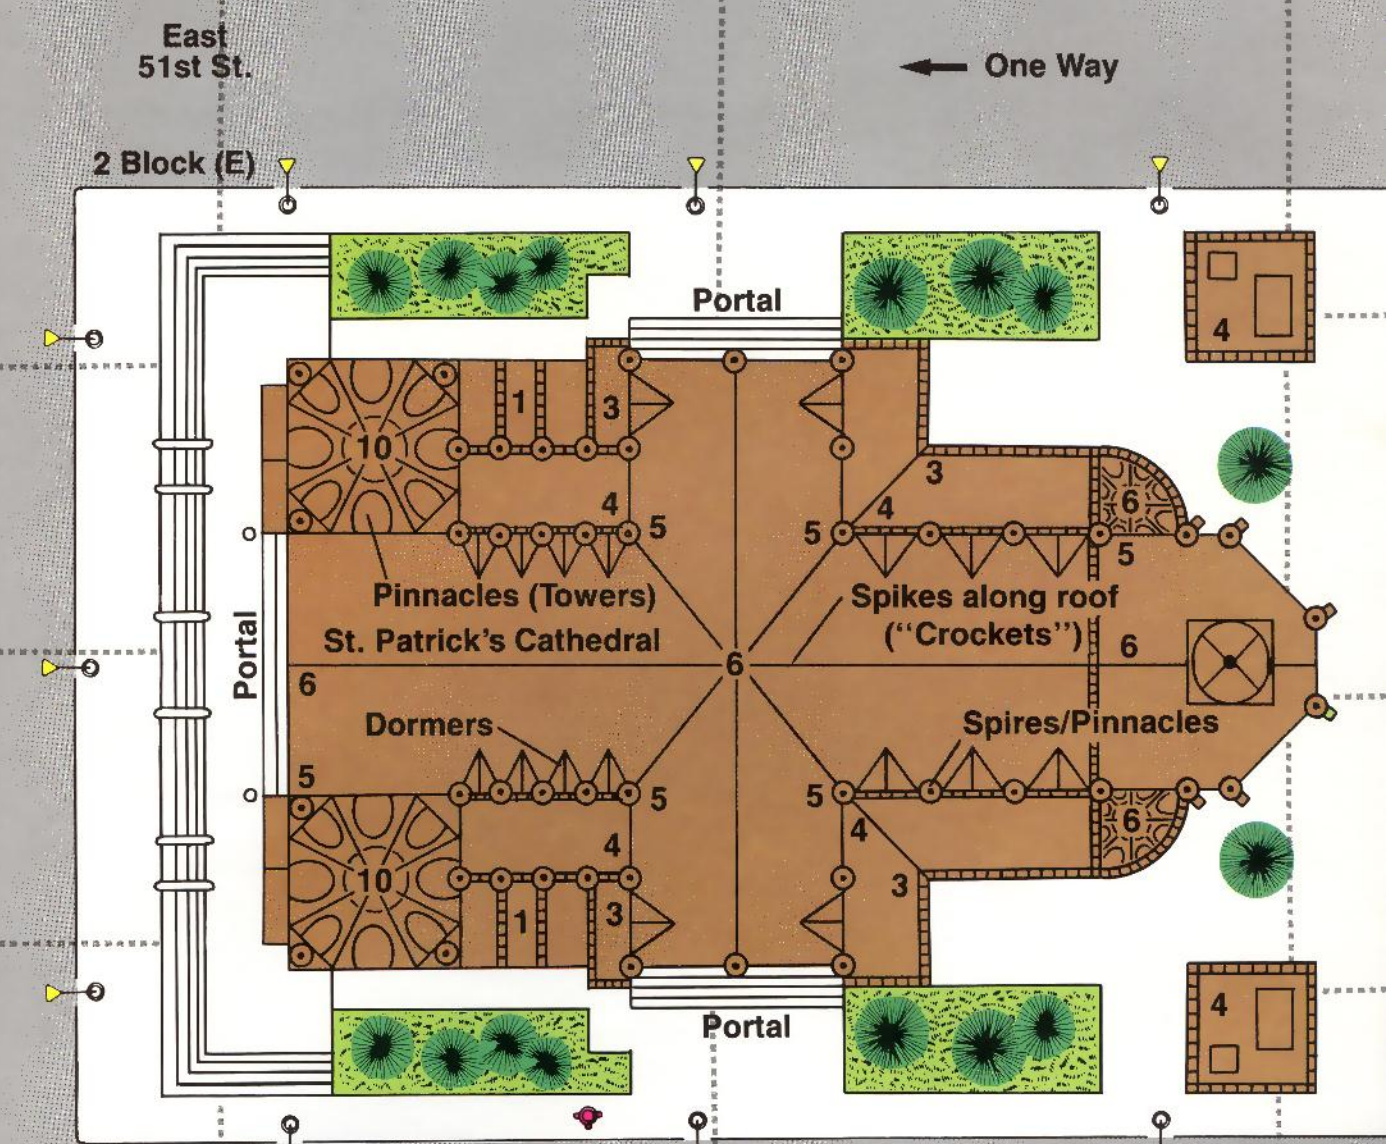 East
51st St.
One Way
2 Block (E)
Portal
4
1
3
10
3
6
4
4
5
5
5
Pinnacles (Towers)
Spikes along roof
("Crockets")
St. Patrick's Cathedral
6
6
Portal
6
Dormers
Spires/Pinnacles
5
5
5
4
6
4
10
3
1
3
4
Portal